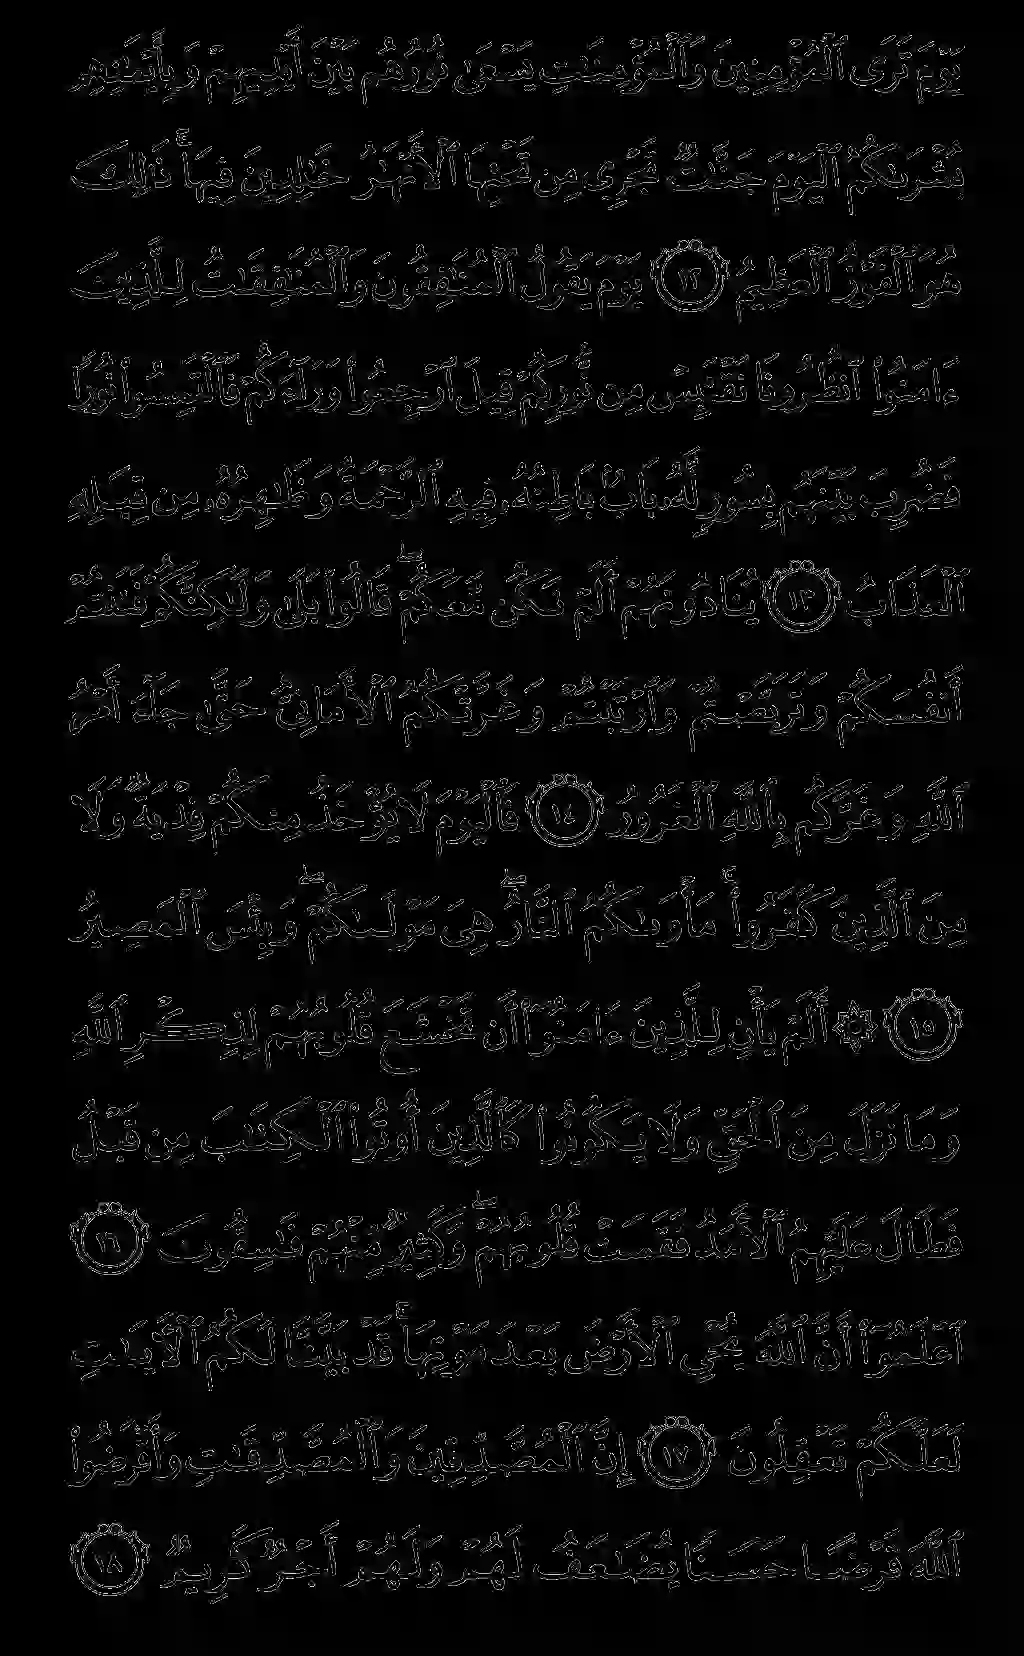 يَوْمَ تَرَى ٱلْمُؤْمِنِينَ وَٱلْمُؤْمِنَٰتِ يَسْعَىٰ نُورُهُم بَيْنَ أَيْدِيهِمْ وَبِأَيْمَٰنِهِم
بُشْرَىٰكُمُ ٱلْيَوْمَ جَنَّٰتٌ تَجْرِى مِن تَحْتِهَا ٱلْأَنْهَٰرُ خَٰلِدِينَ فِيهَا ۚ ذَٰلِكَ
هُوَ ٱلْفَوْزُ ٱلْعَظِيمُ ١٢ يَوْمَ يَقُولُ ٱلْمُنَٰفِقُونَ وَٱلْمُنَٰفِقَٰتُ لِلَّذِينَ
ءَامَنُوا۟ ٱنظُرُونَا نَقْتَبِسْ مِن نُّورِكُمْ قِيلَ ٱرْجِعُوا۟ وَرَآءَكُمْ فَٱلْتَمِسُوا۟ نُورًا
فَضُرِبَ بَيْنَهُم بِسُورٍ لَّهُۥ بَابٌۢ بَاطِنُهُۥ فِيهِ ٱلرَّحْمَةُ وَظَٰهِرُهُۥ مِن قِبَلِهِ
ٱلْعَذَابُ ١٣ يُنَادُونَهُمْ أَلَمْ نَكُن مَّعَكُمْ ۖ قَالُوا۟ بَلَىٰ وَلَٰكِنَّكُمْ فَتَنتُمْ
أَنفُسَكُمْ وَتَرَبَّصْتُمْ وَٱرْتَبْتُمْ وَغَرَّتْكُمُ ٱلْأَمَانِىُّ حَتَّىٰ جَآءَ أَمْرُ
ٱللَّهِ وَغَرَّكُم بِٱللَّهِ ٱلْغَرُورُ ١٤ فَٱلْيَوْمَ لَا يُؤْخَذُ مِنكُمْ فِدْيَةٌ وَلَا
مِنَ ٱلَّذِينَ كَفَرُوا۟ ۚ مَأْوَىٰكُمُ ٱلنَّارُ ۖ هِىَ مَوْلَىٰكُمْ ۖ وَبِئْسَ ٱلْمَصِيرُ
١٥ ۞ أَلَمْ يَأْنِ لِلَّذِينَ ءَامَنُوٓا۟ أَن تَخْشَعَ قُلُوبُهُمْ لِذِكْرِ ٱللَّهِ
وَمَا نَزَلَ مِنَ ٱلْحَقِّ وَلَا يَكُونُوا۟ كَٱلَّذِينَ أُوتُوا۟ ٱلْكِتَٰبَ مِن قَبْلُ
فَطَالَ عَلَيْهِمُ ٱلْأَمَدُ فَقَسَتْ قُلُوبُهُمْ ۖ وَكَثِيرٌ مِّنْهُمْ فَٰسِقُونَ ١٦
ٱعْلَمُوٓا۟ أَنَّ ٱللَّهَ يُحْىِ ٱلْأَرْضَ بَعْدَ مَوْتِهَا ۚ قَدْ بَيَّنَّا لَكُمُ ٱلْءَايَٰتِ
لَعَلَّكُمْ تَعْقِلُونَ ١٧ إِنَّ ٱلْمُصَّدِّقِينَ وَٱلْمُصَّدِّقَٰتِ وَأَقْرَضُوا۟
ٱللَّهَ قَرْضًا حَسَنًا يُضَٰعَفُ لَهُمْ وَلَهُمْ أَجْرٌ كَرِيمٌ ١٨